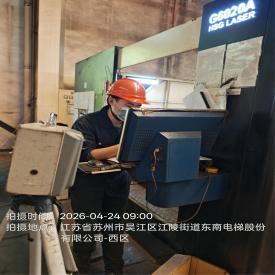 G6020A
HSG LASER
拍摄时间：2026-04-24 09:00
拍摄地点：江苏省苏州市吴江区江陵街道东南电梯股份
有限公司-西区